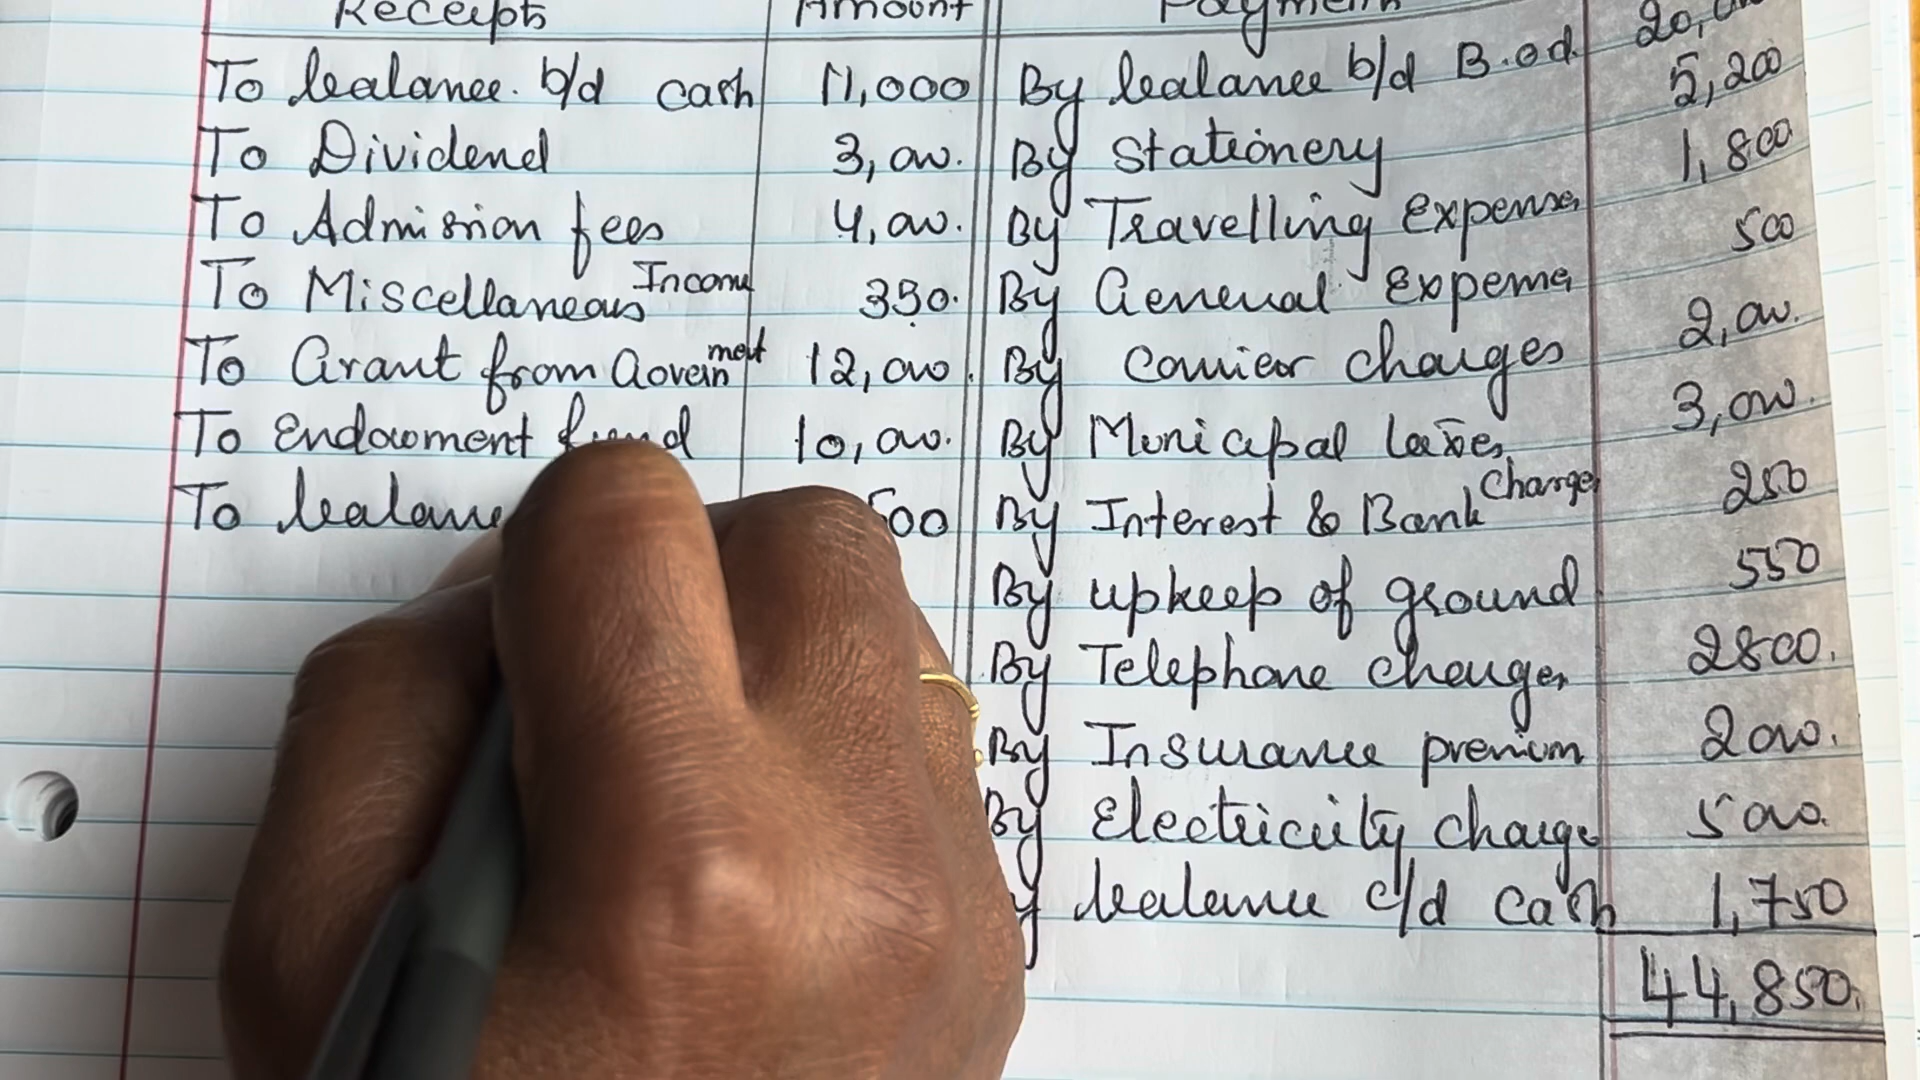 Receipts Amount Payments
To balance. b/d cash 11,000 By balance b/d B.od. 20,000
To Dividend 3,000. By Stationery 5,200
To Admission fees 4,000. By Travelling Expenses 1,800
To Miscellaneous Income 350. By General Expenses 500
To Grant from Government 12,000. By Courier charges 2,000.
To Endowment fund 10,000. By Municipal taxes 3,000.
To balance 500 By Interest & Bank Charges 250
By upkeep of ground 550
By Telephone charges 2800.
By Insurance premium 2000.
By Electricity charge 5000.
By balance c/d cash 1,750
44,850.